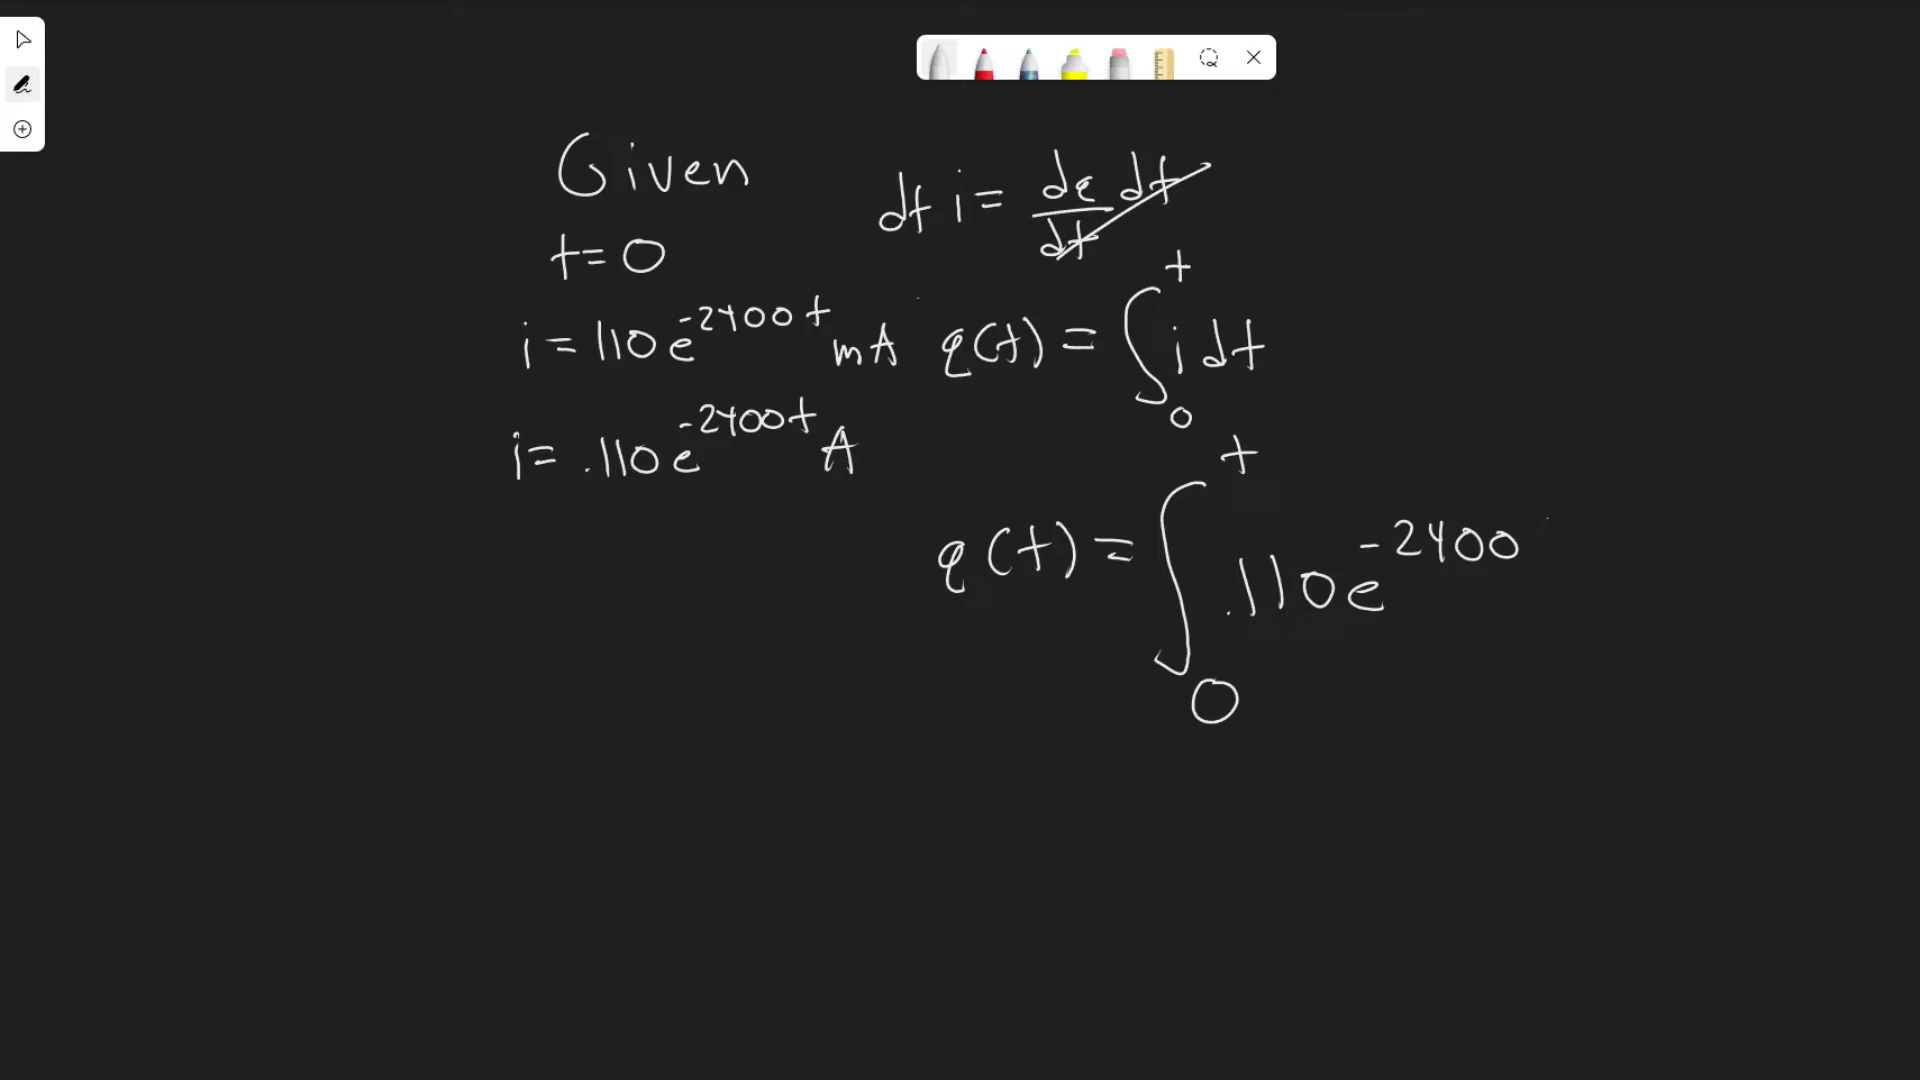 Given
t=0
i = 110e^-2400t mA
i= .110e^-2400t A
dt i = dq/dt dt
q(t) = ∫_0^t i dt
q(t) = ∫_0^t .110e^-2400